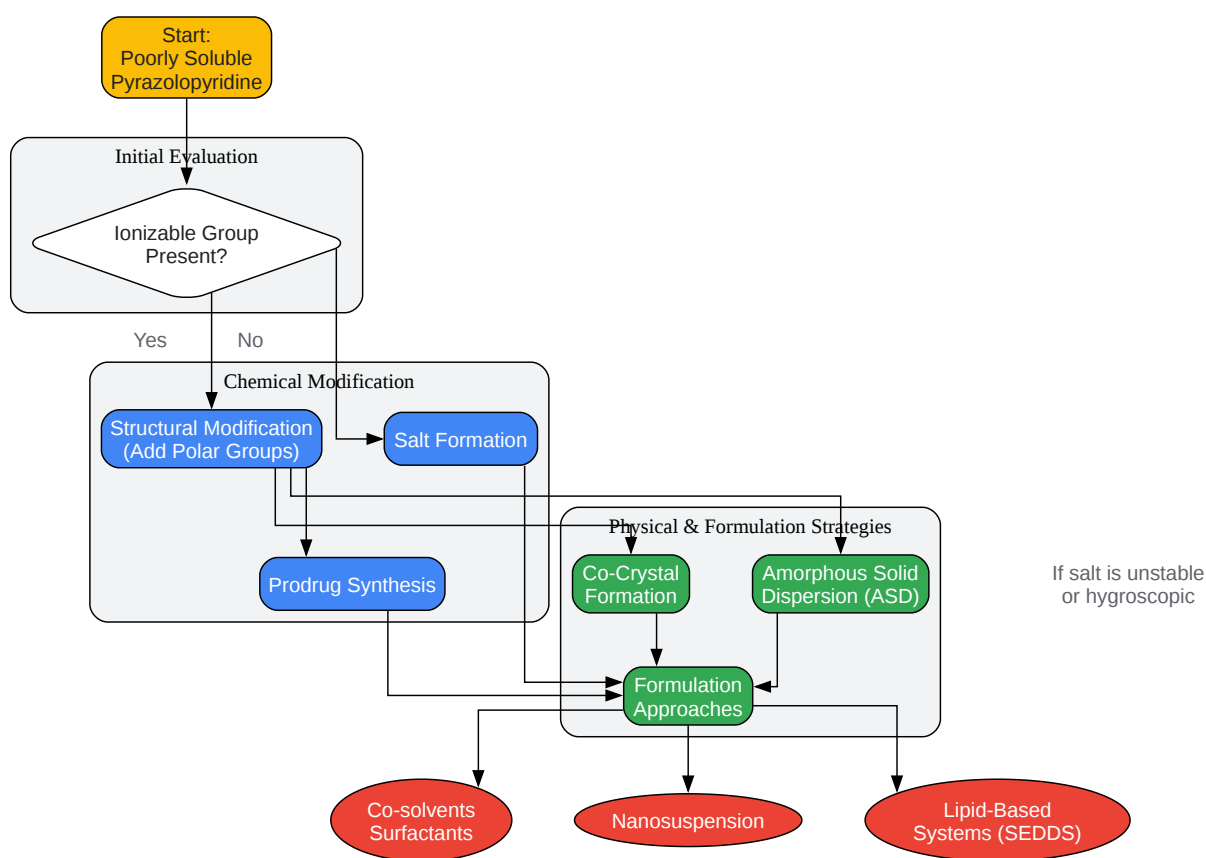 Start:
Poorly Soluble
Pyrazolopyridine
Initial Evaluation
Ionizable Group
Present?
Yes
No
Chemical Modification
Structural Modification
(Add Polar Groups)
Salt Formation
Prodrug Synthesis
Physical & Formulation Strategies
Co-Crystal
Formation
Amorphous Solid
Dispersion (ASD)
If salt is unstable
or hygroscopic
Formulation
Approaches
Co-solvents
Surfactants
Nanosuspension
Lipid-Based
Systems (SEDDS)